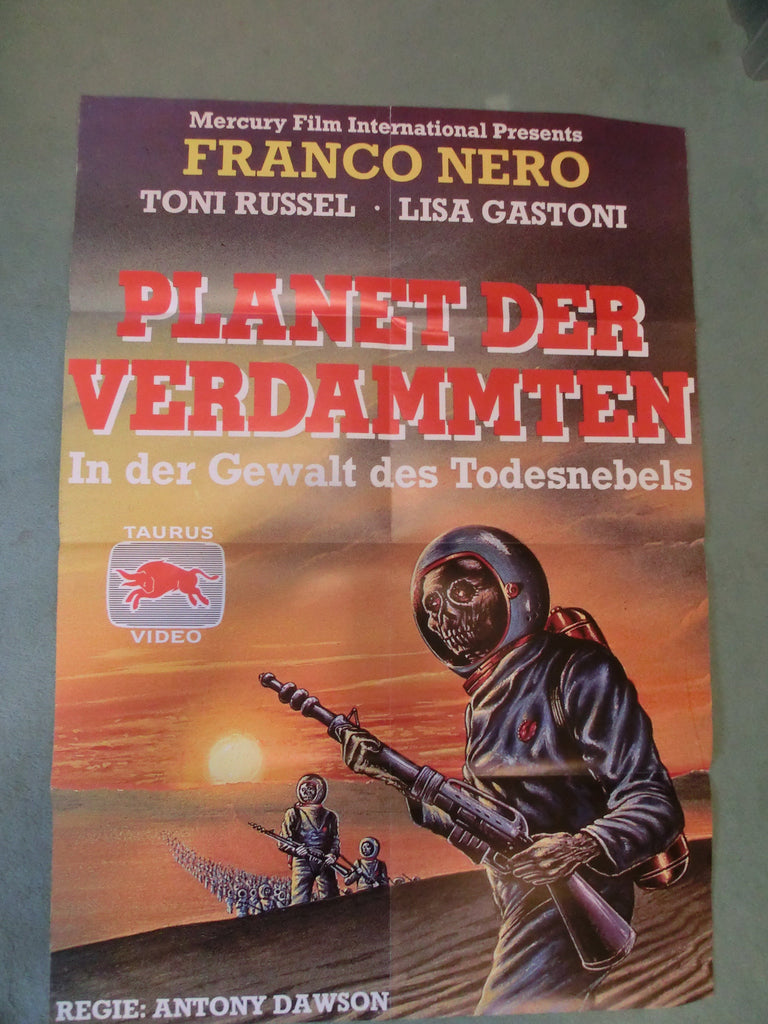 Mercury Film International Presents
FRANCO NERO
TONI RUSSEL · LISA GASTONI
PLANET DER
VERDAMMTEN
In der Gewalt des Todesnebels
TAURUS
VIDEO
REGIE: ANTONY DAWSON